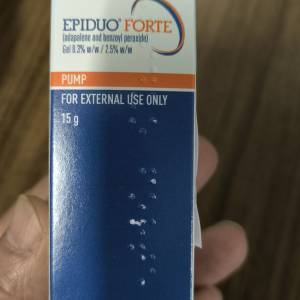 EPIDUO® FORTE
(adapalene and benzoyl peroxide)
Gel 0.3% w/w / 2.5% w/w
PUMP
FOR EXTERNAL USE ONLY
15 g